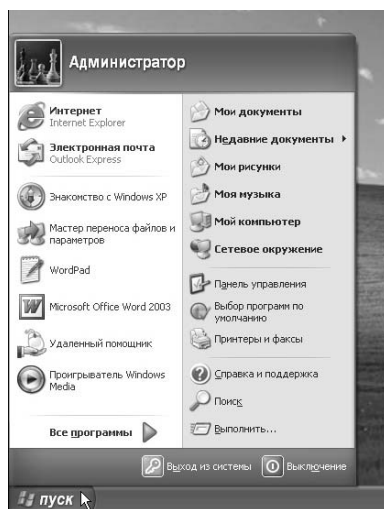 Администратор
Интернет
Internet Explorer
Электронная почта
Outlook Express
Знакомство с Windows XP
Мастер переноса файлов и
параметров
WordPad
Microsoft Office Word 2003
Удаленный помощник
Проигрыватель Windows
Media
Все программы
Мои документы
Недавние документы
Мои рисунки
Моя музыка
Мой компьютер
Сетевое окружение
Панель управления
Выбор программ по
умолчанию
Принтеры и факсы
Справка и поддержка
Поиск
Выполнить...
Выход из системы
Выключение
пуск